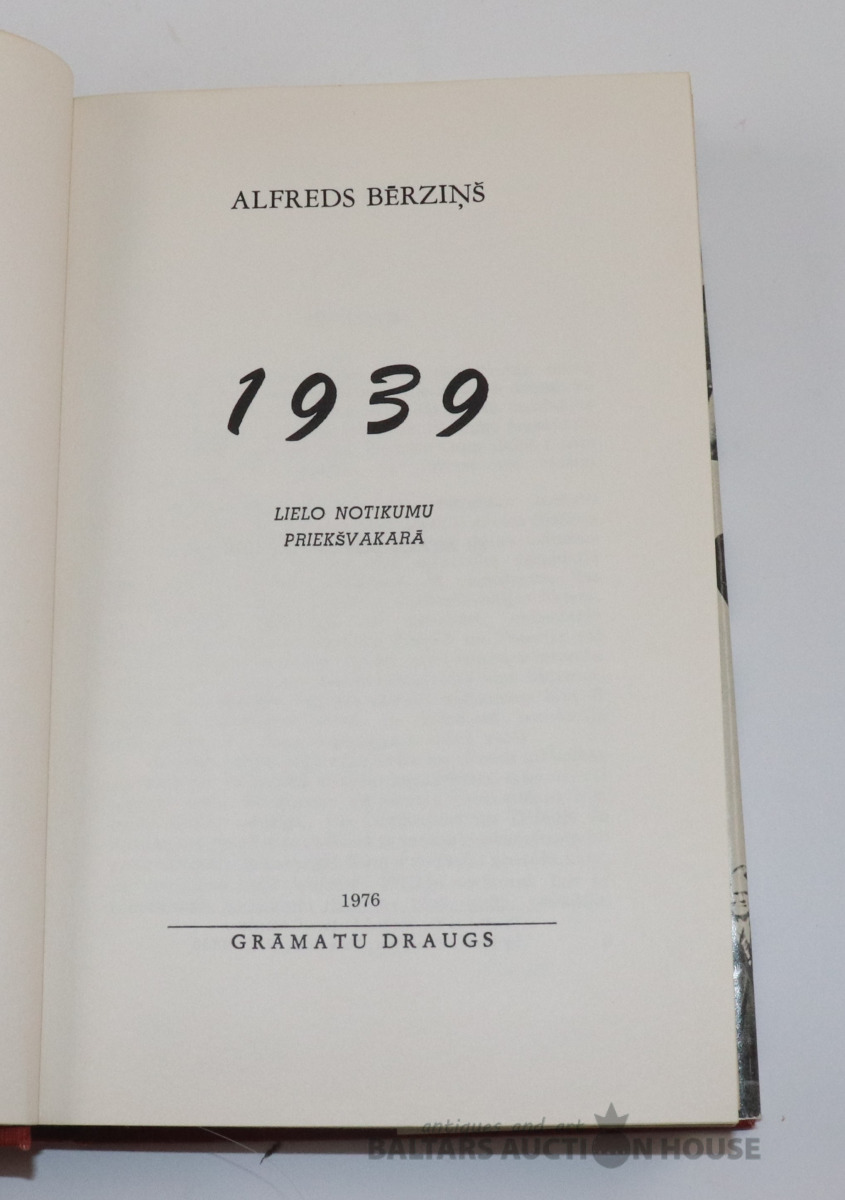 ALFREDS BĒRZIŅŠ
1939
LIELO NOTIKUMU
PRIEKŠVAKARĀ
1976
GRĀMATU DRAUGS
antiques and art
BALTARS AUCTION HOUSE